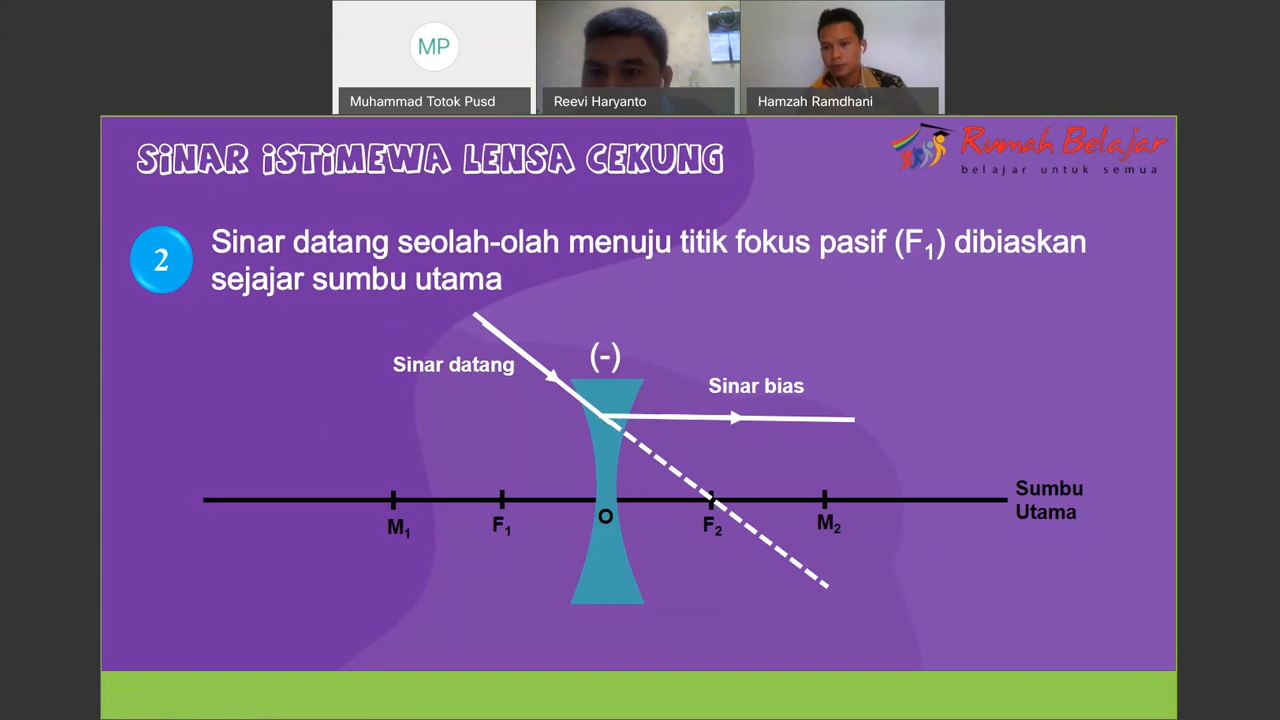 MP
Muhammad Totok Pusd
Reevi Haryanto
Hamzah Ramdhani
SINAR ISTIMEWA LENSA CEKUNG
Rumah Belajar
belajar untuk semua
2
Sinar datang seolah-olah menuju titik fokus pasif (F₁) dibiaskan
sejajar sumbu utama
(-)
Sinar datang
Sinar bias
Sumbu
Utama
M₁
F₁
O
F₂
M₂